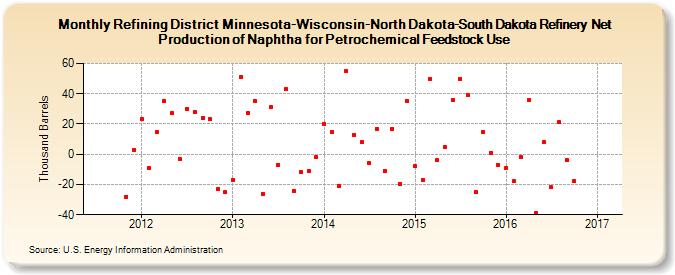 Monthly Refining District Minnesota-Wisconsin-North Dakota-South Dakota Refinery Net
Production of Naphtha for Petrochemical Feedstock Use
Thousand Barrels
60
40
20
0
-20
-40
2012 2013 2014 2015 2016 2017
Source: U.S. Energy Information Administration